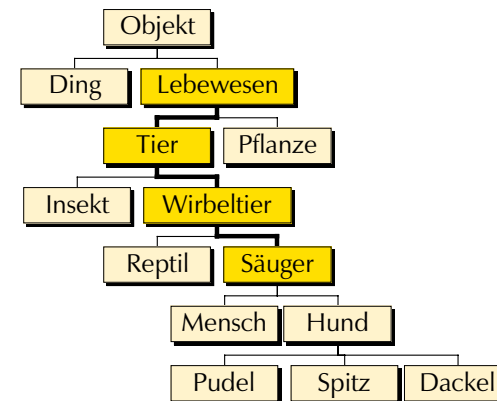 Objekt
Ding Lebewesen
Tier Pflanze
Insekt Wirbeltier
Reptil Säuger
Mensch Hund
Pudel Spitz Dackel